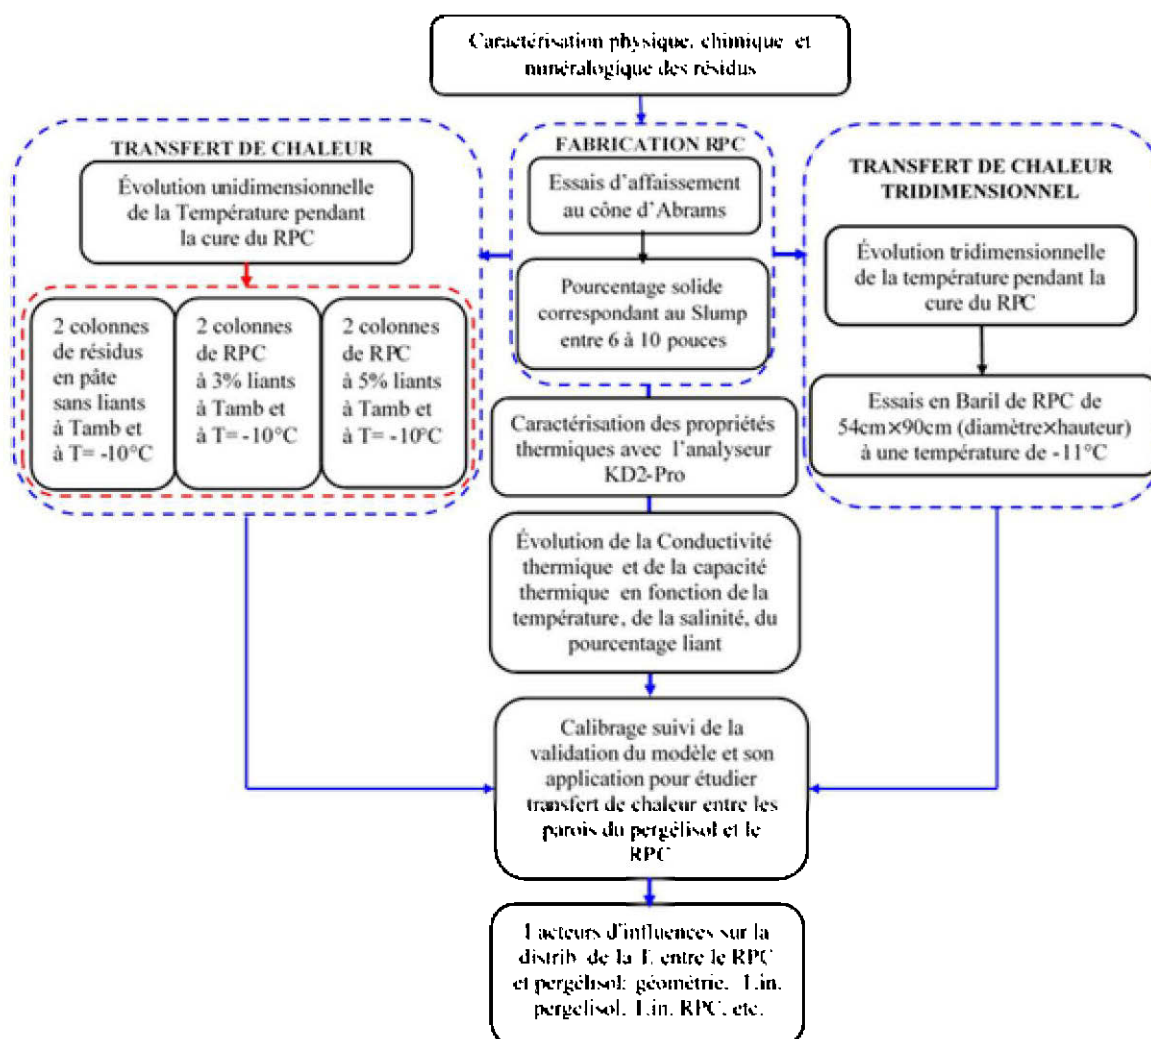 Caractérisation physique, chimique et
minéralogique des résidus
TRANSFERT DE CHALEUR
Évolution unidimensionnelle
de la Température pendant
la cure du RPC
2 colonnes
de résidus
en pâte
sans liants
à Tamb et
à T= -10°C
2 colonnes
de RPC
à 3% liants
à Tamb et
à T= -10°C
2 colonnes
de RPC
à 5% liants
à Tamb et
à T= -10°C
FABRICATION RPC
Essais d’affaissement
au cône d’Abrams
Pourcentage solide
correspondant au Slump
entre 6 à 10 pouces
TRANSFERT DE CHALEUR
TRIDIMENSIONNEL
Évolution tridimensionnelle
de la température pendant la
cure du RPC
Essais en Baril de RPC de
54cm×90cm (diamètre×hauteur)
à une température de -11°C
Caractérisation des propriétés
thermiques avec l’analyseur
KD2-Pro
Évolution de la Conductivité
thermique et de la capacité
thermique en fonction de la
température, de la salinité, du
pourcentage liant
Calibrage suivi de la
validation du modèle et son
application pour étudier
transfert de chaleur entre les
parois du pergélisol et le
RPC
d’influences sur la
distrib. de la entre le RPC
et pergélisol: géométrie,
pergélisol, RPC, etc.